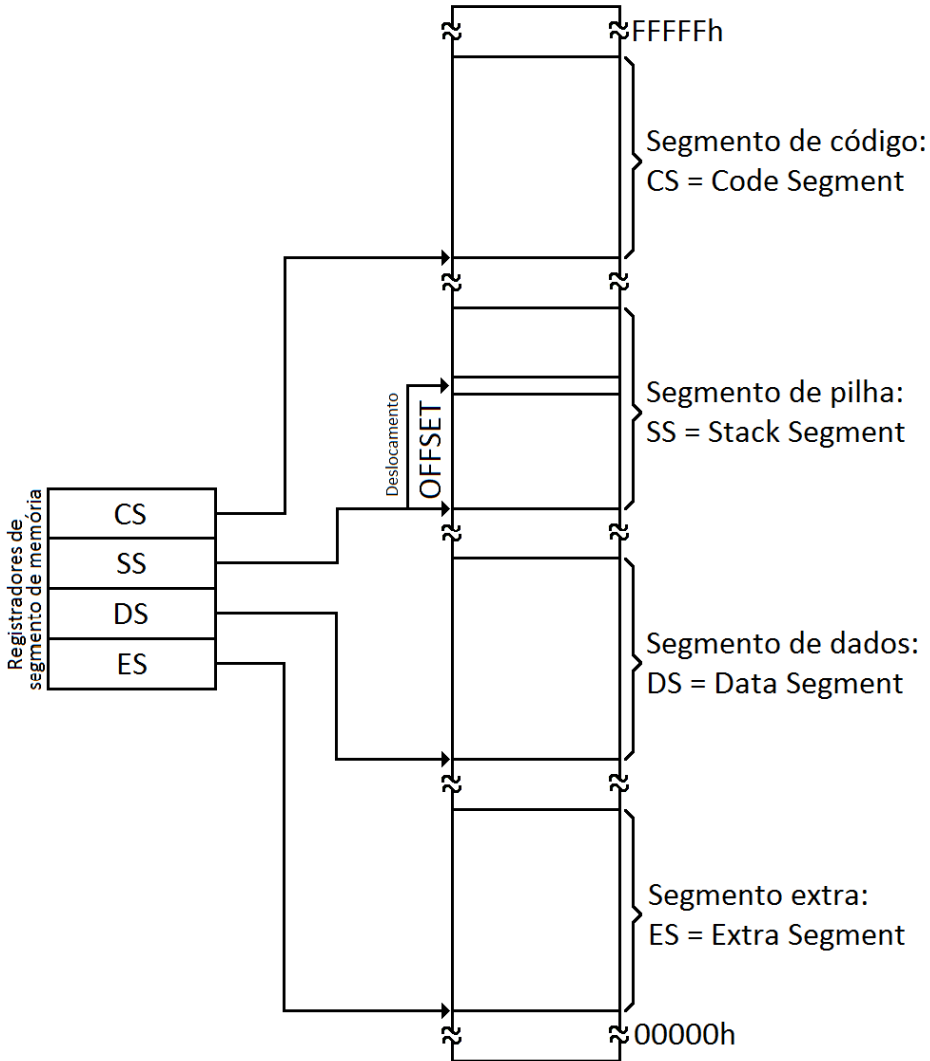 FFFFFh
Segmento de código:
CS = Code Segment
Segmento de pilha:
SS = Stack Segment
Deslocamento
OFFSET
Registradores de
segmento de memória
CS
SS
DS
ES
Segmento de dados:
DS = Data Segment
Segmento extra:
ES = Extra Segment
00000h